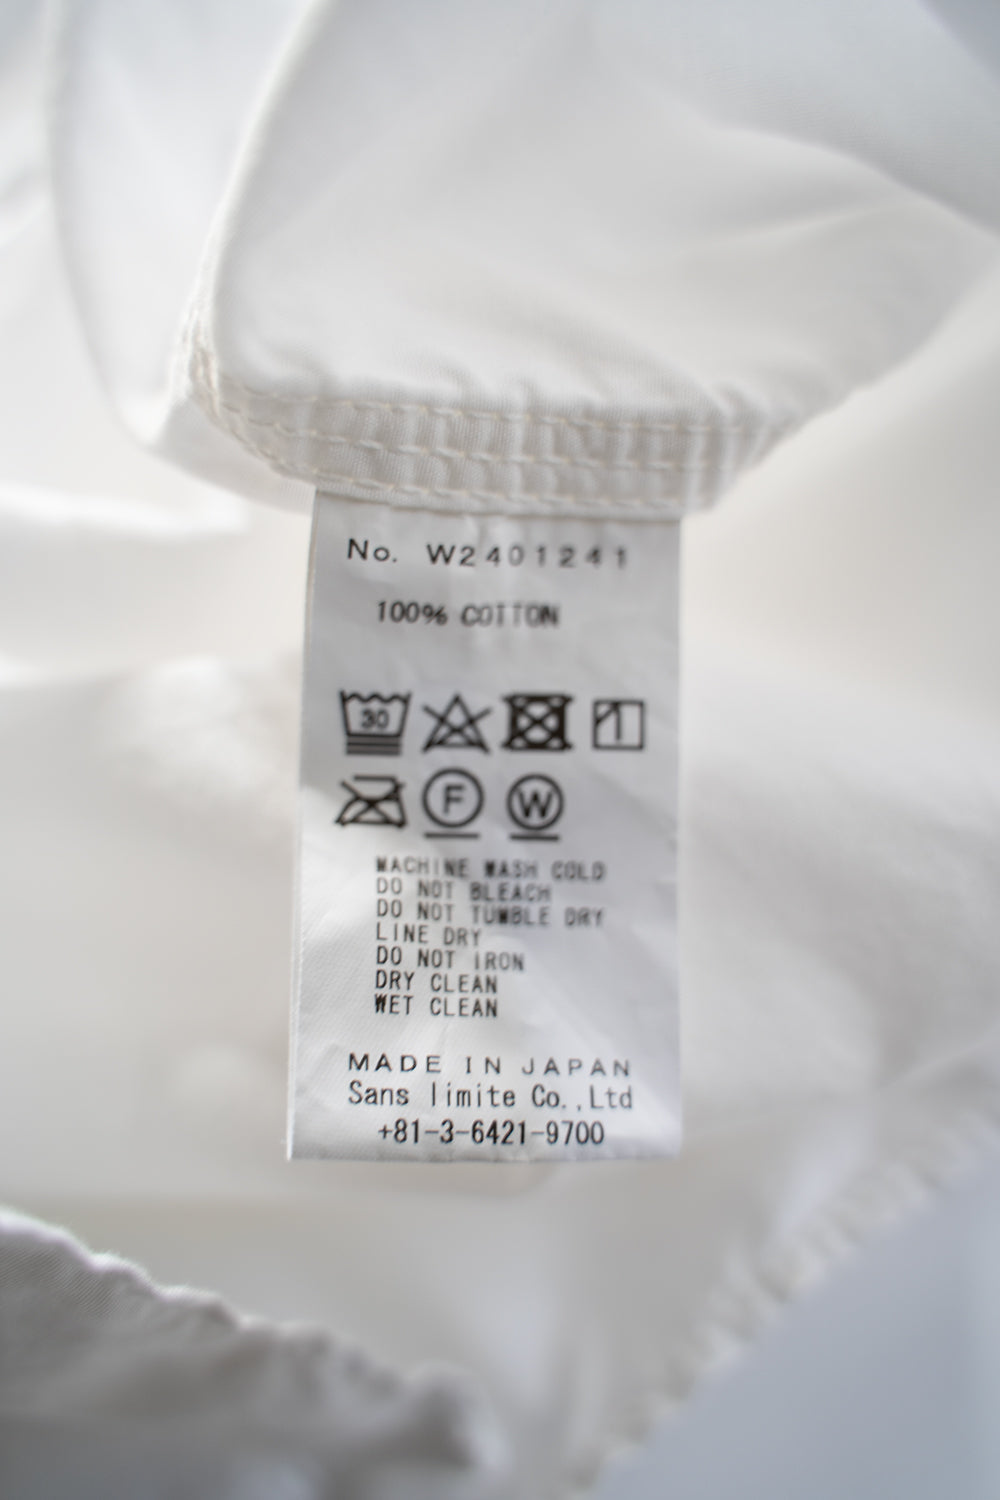 No. W2401241
100% COTTON
30
F W
MACHINE WASH COLD
DO NOT BLEACH
DO NOT TUMBLE DRY
LINE DRY
DO NOT IRON
DRY CLEAN
WET CLEAN
MADE IN JAPAN
Sans limite Co.,Ltd
+81-3-6421-9700